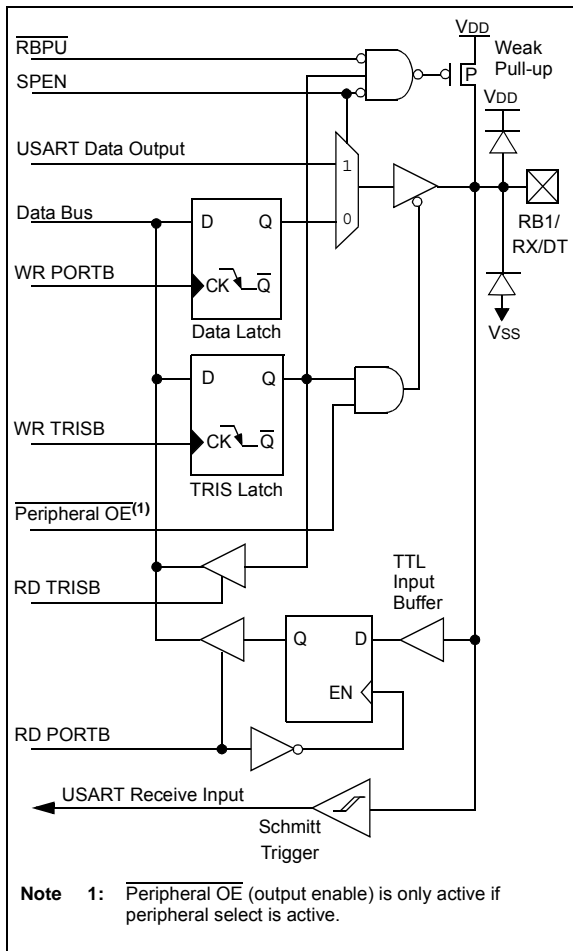 VDD
RBPU
Weak
Pull-up
P
SPEN
VDD
USART Data Output
1
Data Bus
D Q
0
RB1/
RX/DT
WR PORTB
CK Q
Data Latch
VSS
D Q
WR TRISB
CK Q
TRIS Latch
Peripheral OE(1)
TTL
Input
Buffer
RD TRISB
Q D
EN
RD PORTB
USART Receive Input
Schmitt
Trigger
Note 1: Peripheral OE (output enable) is only active if
peripheral select is active.